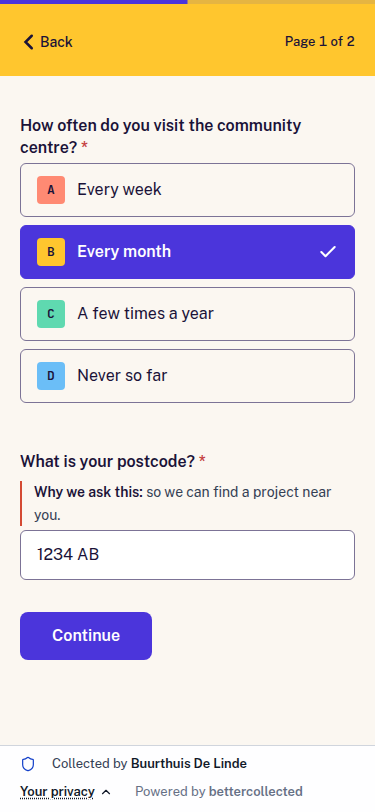 Back
Page 1 of 2
How often do you visit the community
centre? *
A Every week
B Every month
C A few times a year
D Never so far
What is your postcode? *
Why we ask this: so we can find a project near
you.
1234 AB
Continue
Collected by Buurthuis De Linde
Your privacy
Powered by bettercollected